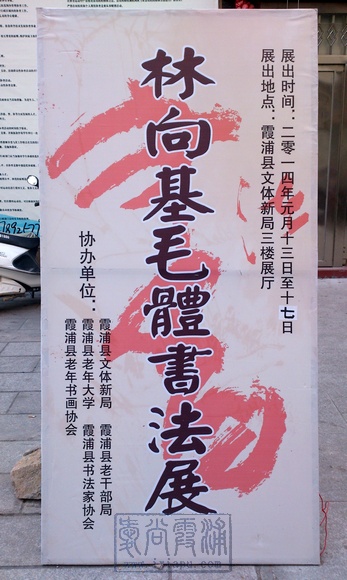 展出时间：二零一四年元月十三日至十七日
展出地点：霞浦县文体新局三楼展厅
林向基毛體書法展
协办单位：
霞浦县文体新局 霞浦县老干部局
霞浦县老年大学 霞浦县书法家协会
霞浦县老年书画协会
789257